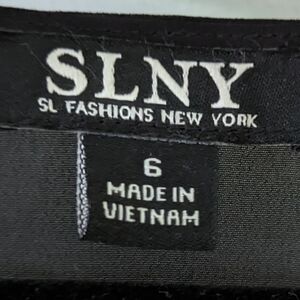 SLNY
SL FASHIONS NEW YORK
6
MADE IN
VIETNAM